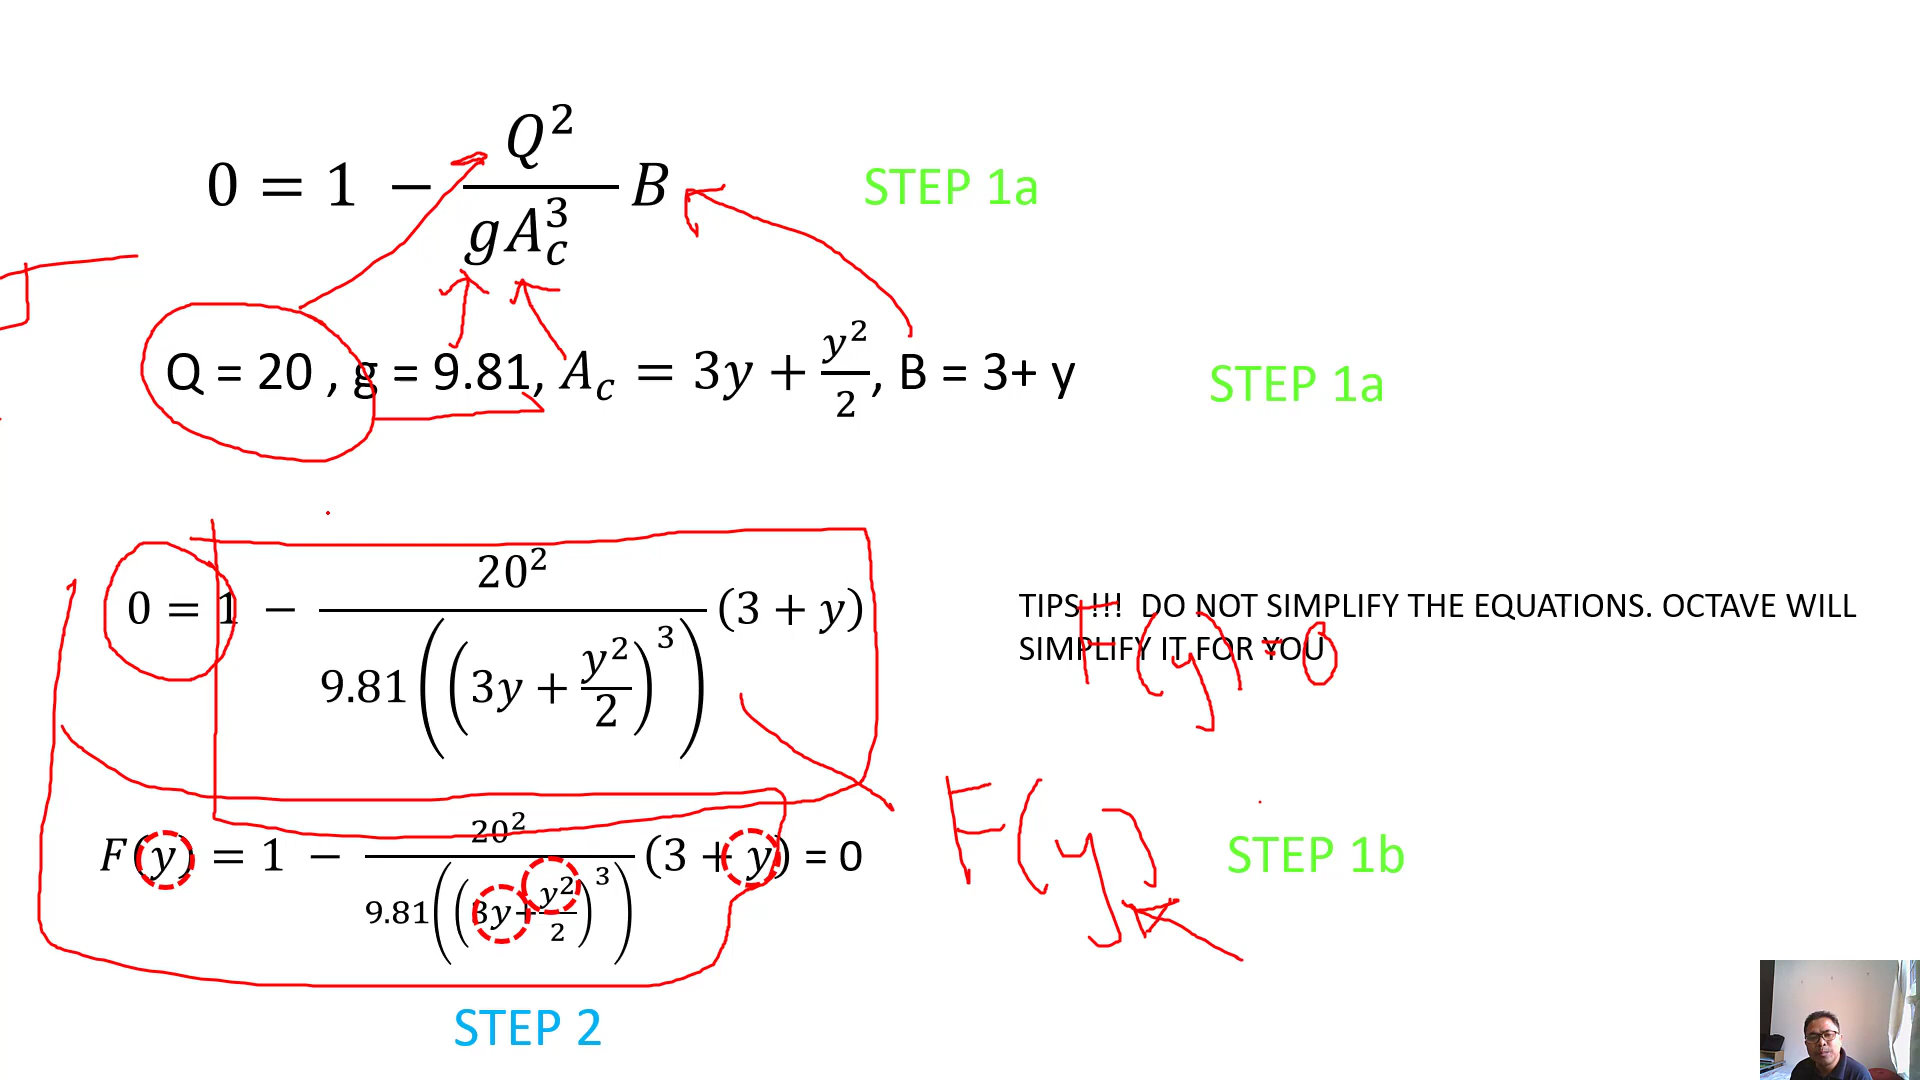 0 = 1 − Q²/(gA_c³) B
STEP 1a
Q = 20 , g = 9.81, A_c = 3y + y²/2, B = 3+ y
STEP 1a
0 = 1 − 20²/(9.81((3y + y²/2)³)) (3 + y)
TIPS !!! DO NOT SIMPLIFY THE EQUATIONS. OCTAVE WILL
SIMPLIFY IT FOR YOU
F(y) = 0
F(y) = 1 − 20²/(9.81((3y+y²/2)³)) (3 + y) = 0
F(y)
STEP 1b
STEP 2